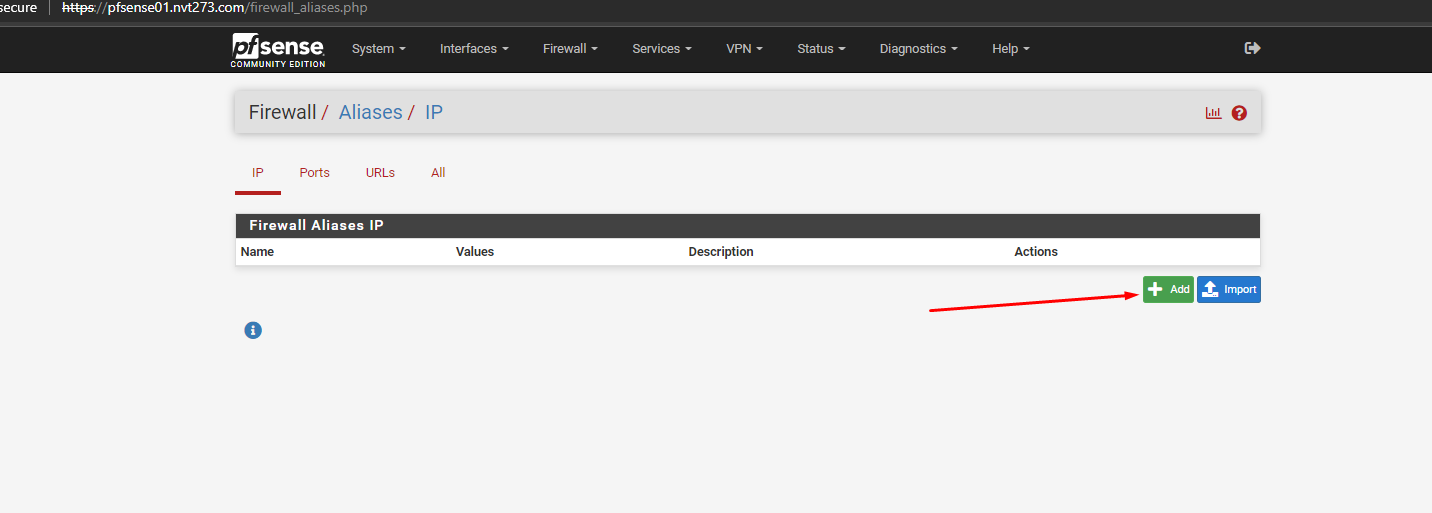 secure https://pfsense01.nvt273.com/firewall_aliases.php
pfsense System Interfaces Firewall Services VPN Status Diagnostics Help
COMMUNITY EDITION
Firewall / Aliases / IP
IP Ports URLs All
Firewall Aliases IP
Name Values Description Actions
Add Import